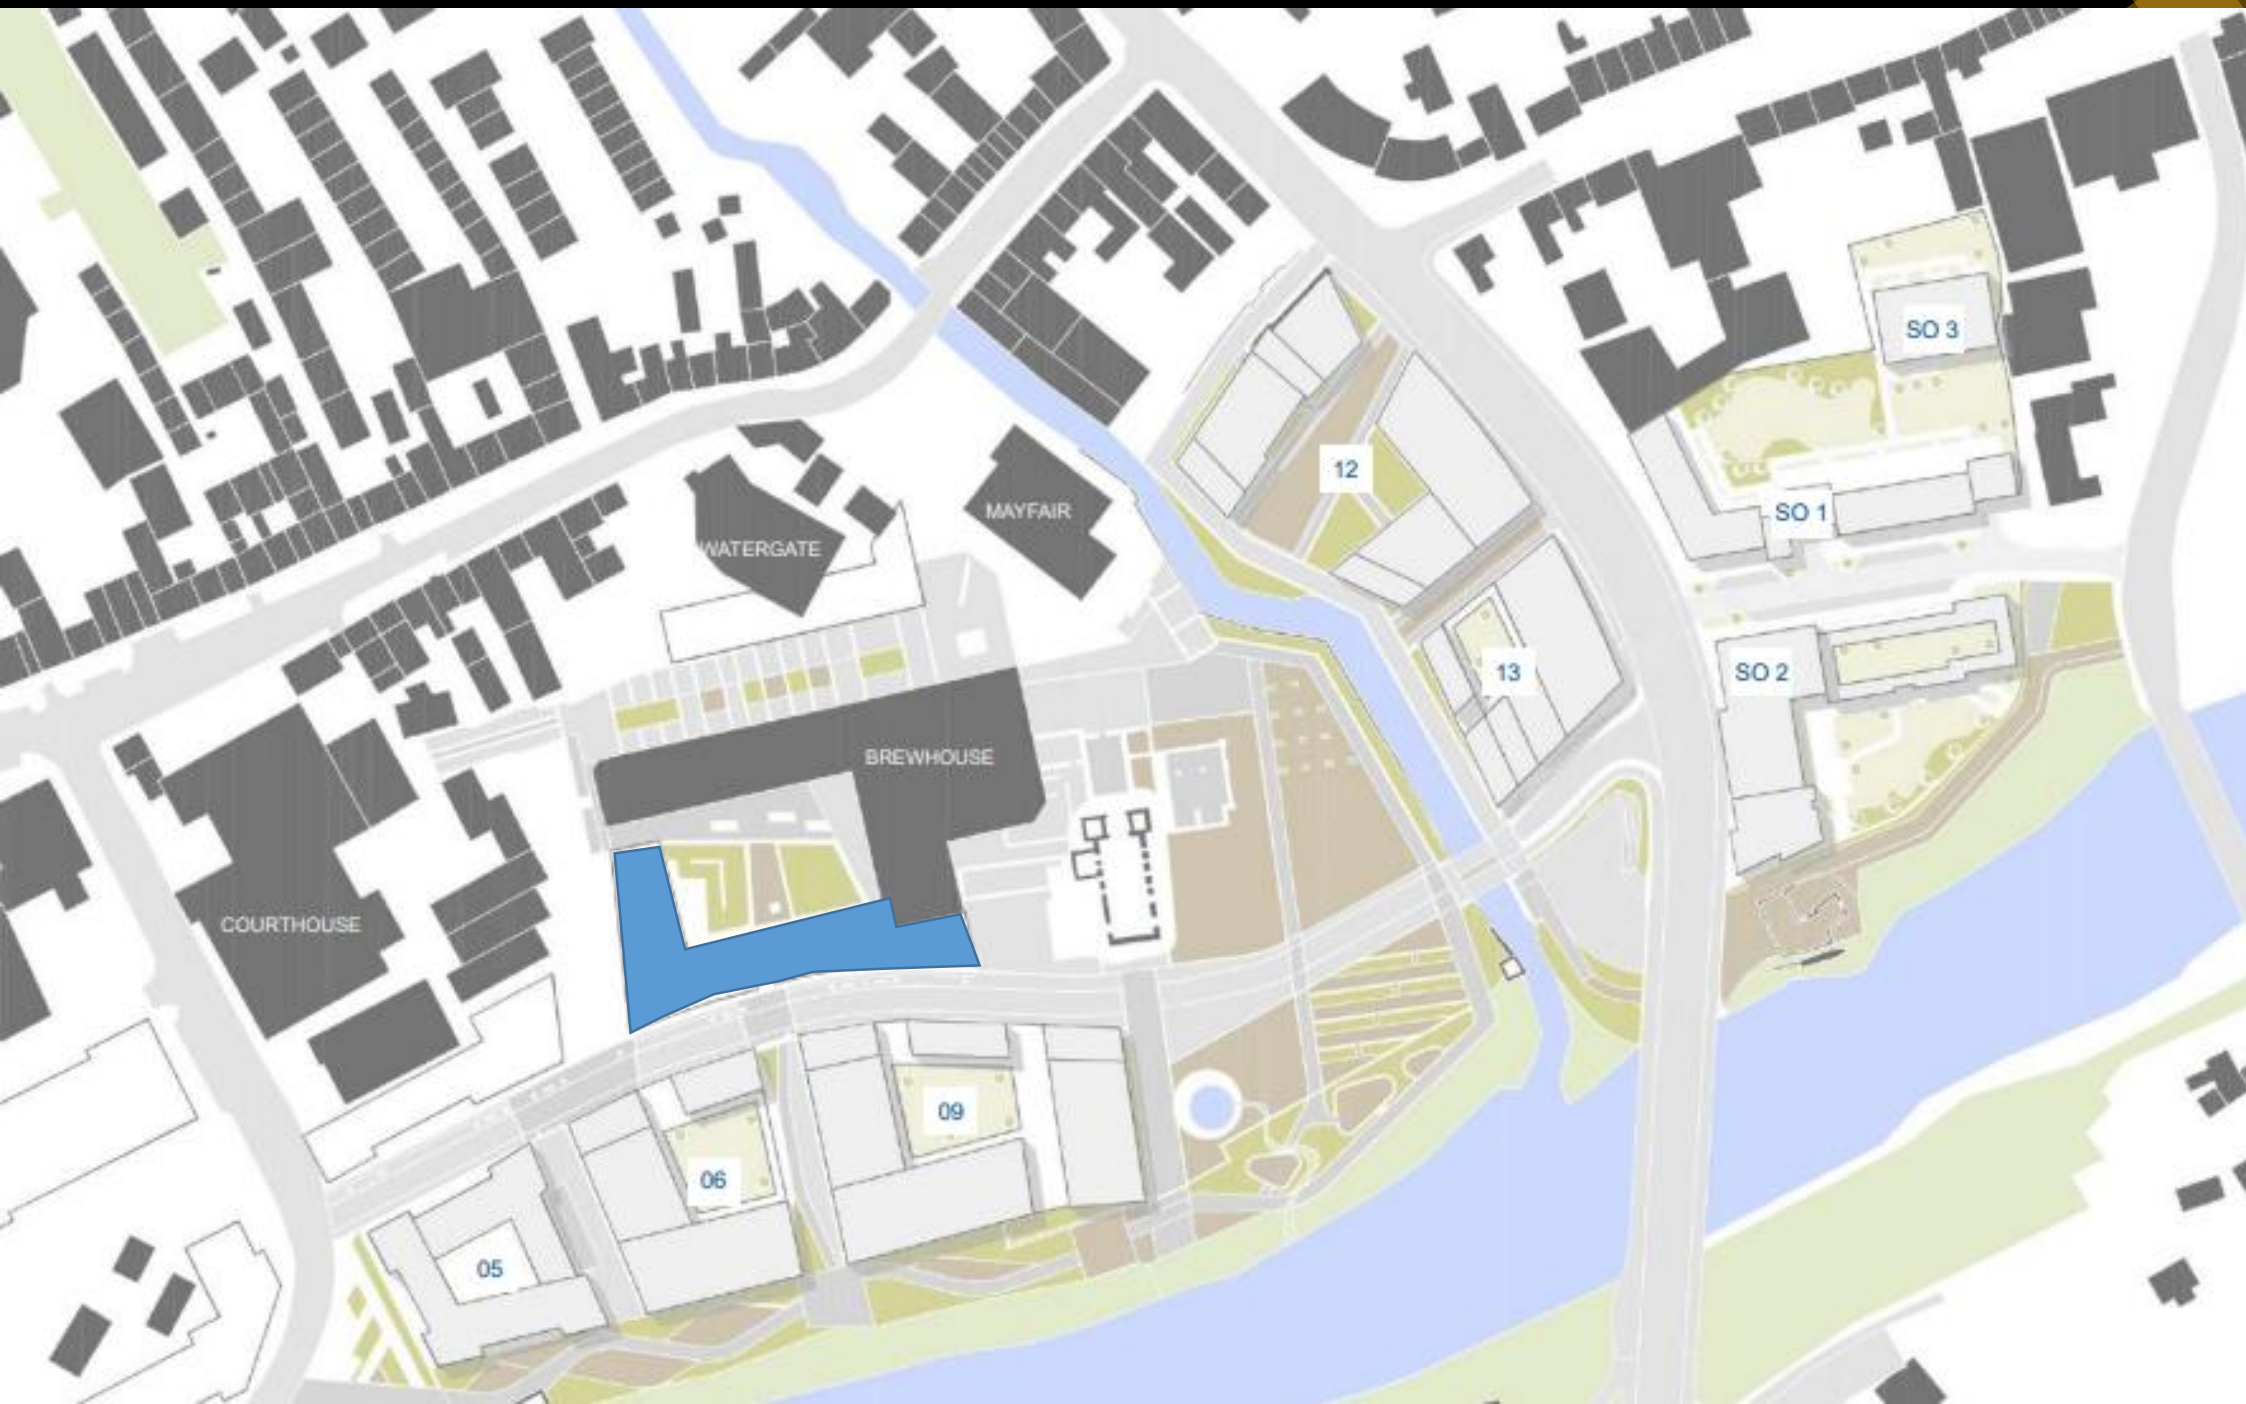 SO 3
12
MAYFAIR
SO 1
WATERGATE
13
SO 2
BREWHOUSE
COURTHOUSE
09
06
05